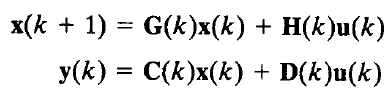 x(k + 1) = G(k)x(k) + H(k)u(k)
y(k) = C(k)x(k) + D(k)u(k)